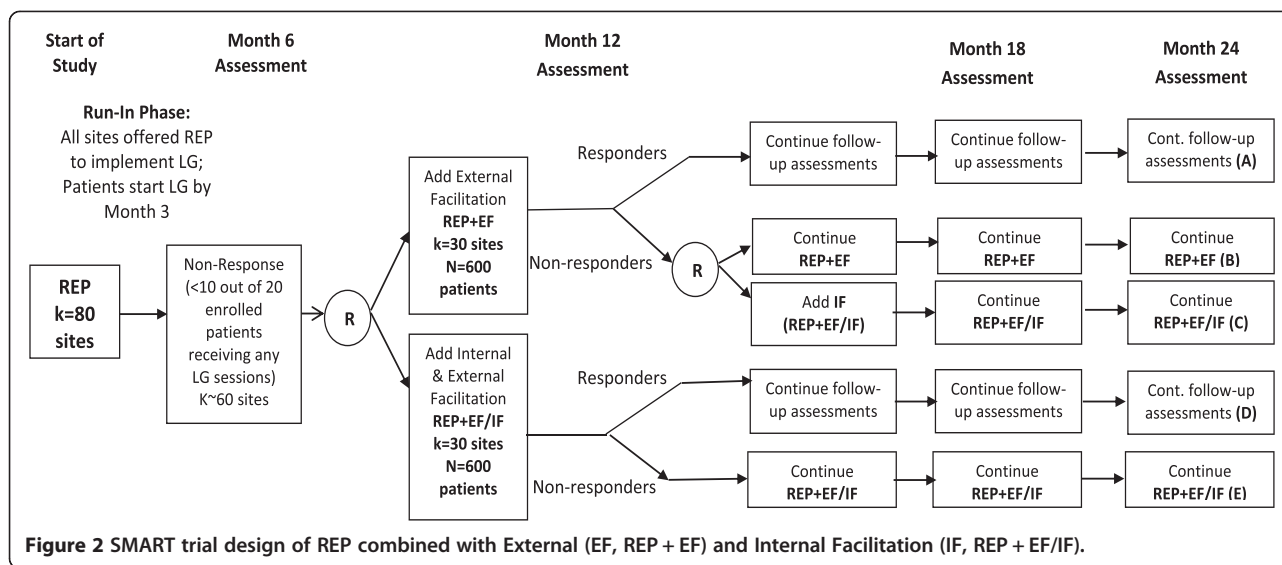 Start of
Study
Month 6
Assessment
Month 12
Assessment
Month 18
Assessment
Month 24
Assessment
Run-In Phase:
All sites offered REP
to implement LG;
Patients start LG by
Month 3
REP
k=80
sites
Non-Response
(<10 out of 20
enrolled
patients
receiving any
LG sessions)
K~60 sites
R
Add External
Facilitation
REP+EF
k=30 sites
N=600
patients
Add Internal
& External
Facilitation
REP+EF/IF
k=30 sites
N=600
patients
Responders
Non-responders
R
Responders
Non-responders
Continue follow-
up assessments
Continue follow-
up assessments
Cont. follow-up
assessments (A)
Continue
REP+EF
Continue
REP+EF
Continue
REP+EF (B)
Add IF
(REP+EF/IF)
Continue
REP+EF/IF
Continue
REP+EF/IF (C)
Continue follow-
up assessments
Continue follow-
up assessments
Cont. follow-up
assessments (D)
Continue
REP+EF/IF
Continue
REP+EF/IF
Continue
REP+EF/IF (E)
Figure 2 SMART trial design of REP combined with External (EF, REP + EF) and Internal Facilitation (IF, REP + EF/IF).